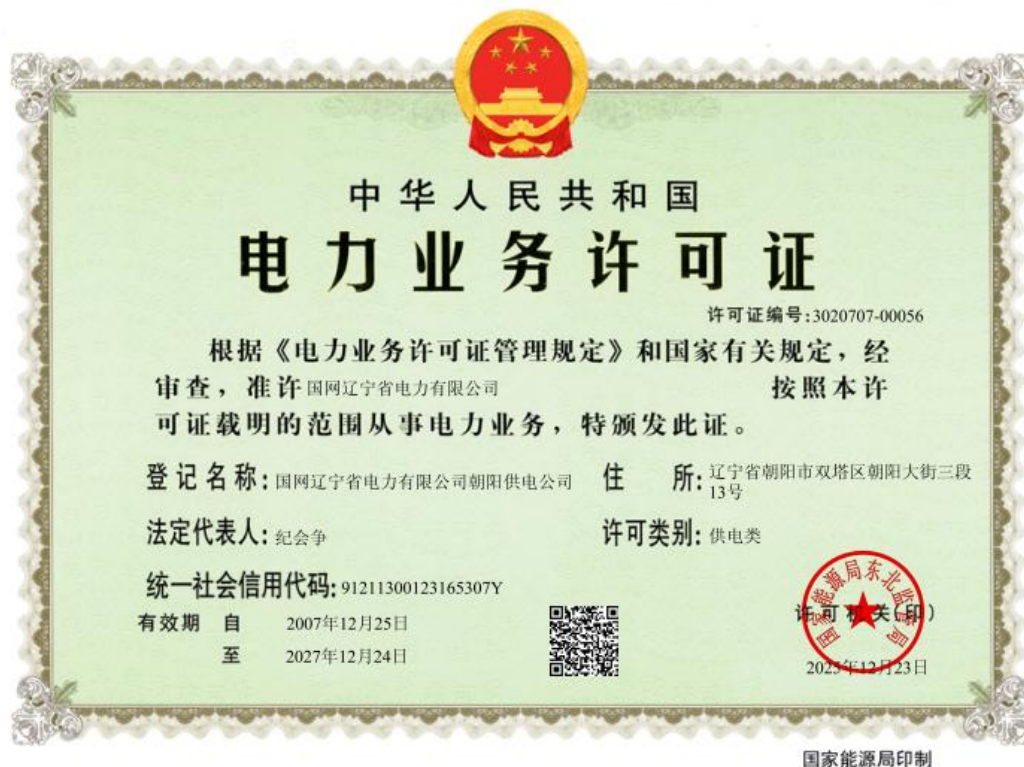 中华人民共和国
电力业务许可证
许可证编号:3020707-00056
根据《电力业务许可证管理规定》和国家有关规定，经
审查，准许 国网辽宁省电力有限公司 按照本许
可证载明的范围从事电力业务，特颁发此证。
登记名称: 国网辽宁省电力有限公司朝阳供电公司
住 所: 辽宁省朝阳市双塔区朝阳大街三段
13号
法定代表人: 纪会争
许可类别: 供电类
统一社会信用代码: 91211300123165307Y
有效期 自 2007年12月25日
至 2027年12月24日
国家能源局东北监管局
许可机关(印)
2025年12月23日
国家能源局印制